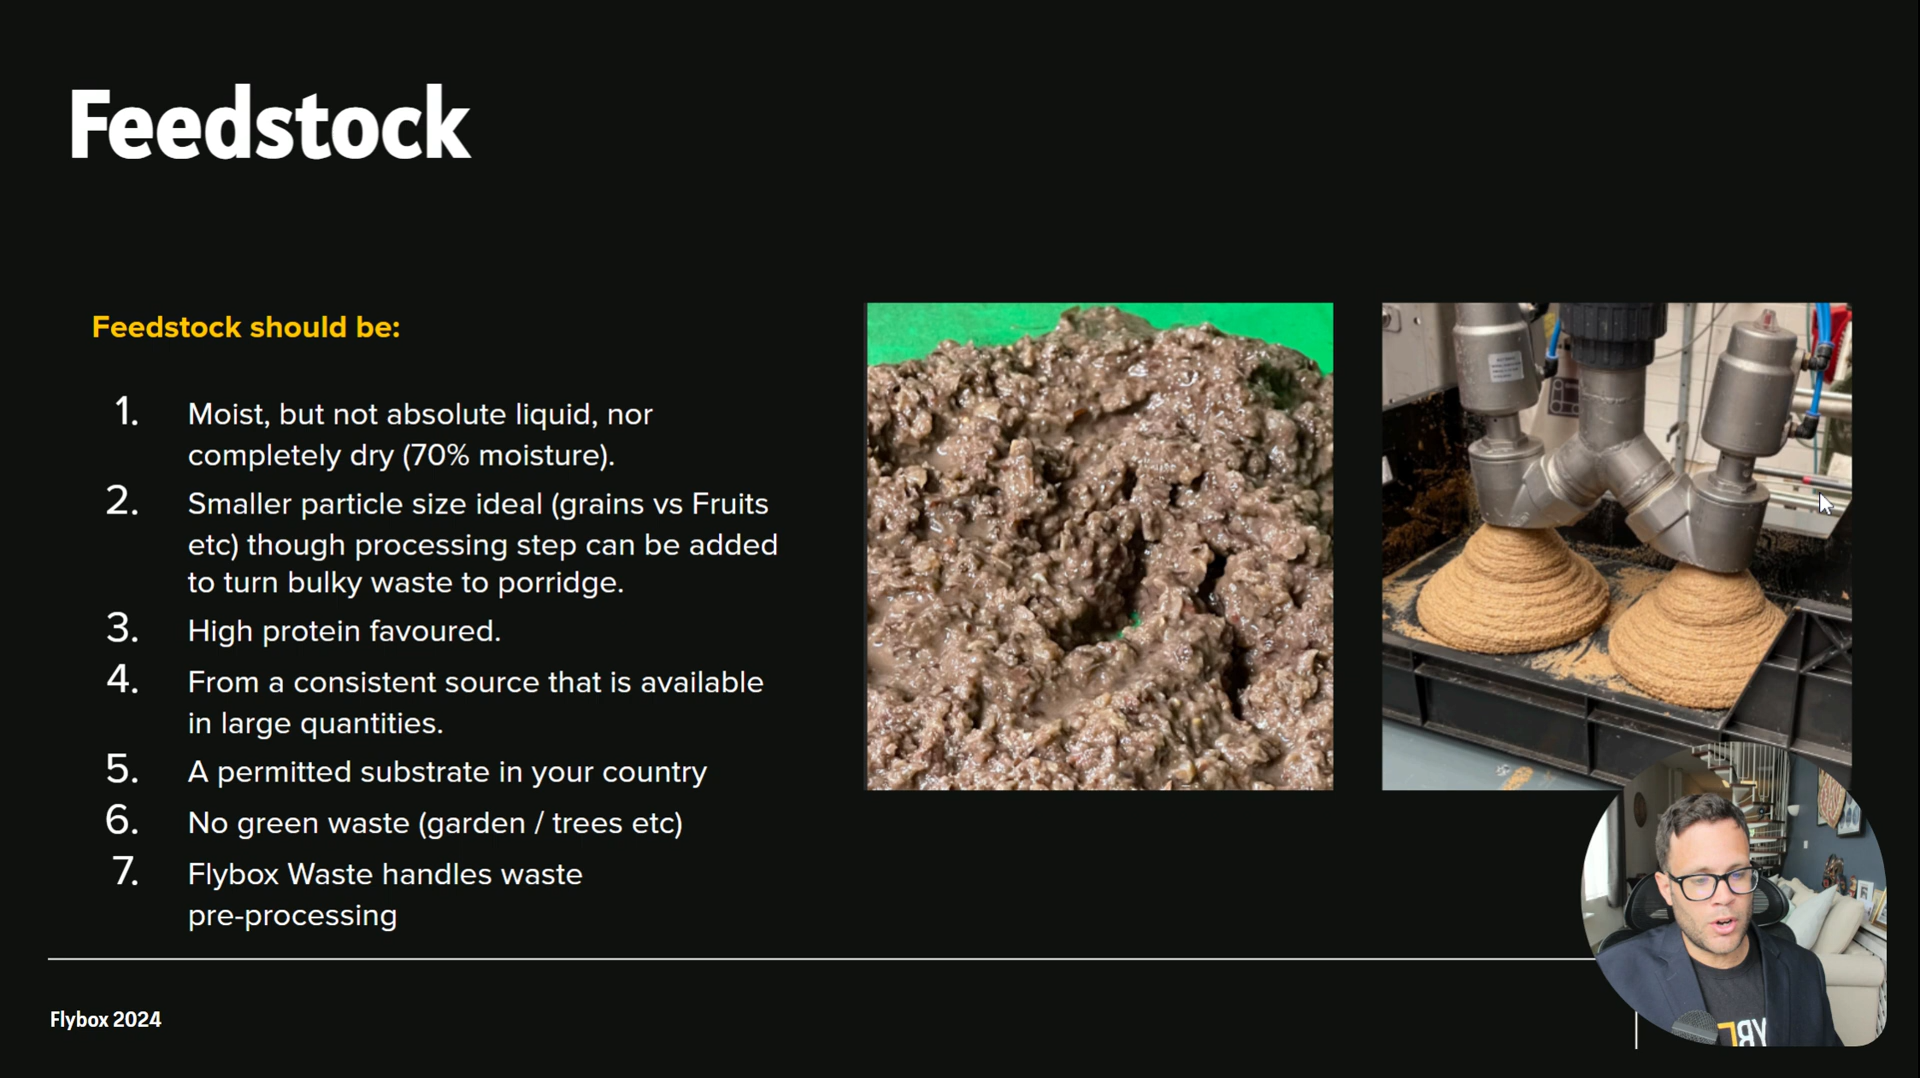 Feedstock
Feedstock should be:
1. Moist, but not absolute liquid, nor
completely dry (70% moisture).
2. Smaller particle size ideal (grains vs Fruits
etc) though processing step can be added
to turn bulky waste to porridge.
3. High protein favoured.
4. From a consistent source that is available
in large quantities.
5. A permitted substrate in your country
6. No green waste (garden / trees etc)
7. Flybox Waste handles waste
pre-processing
Flybox 2024